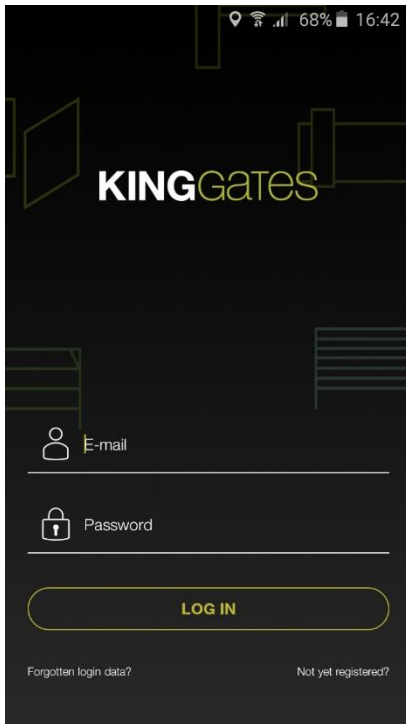 68% 16:42
KINGGATES
E-mail
Password
LOG IN
Forgotten login data? Not yet registered?